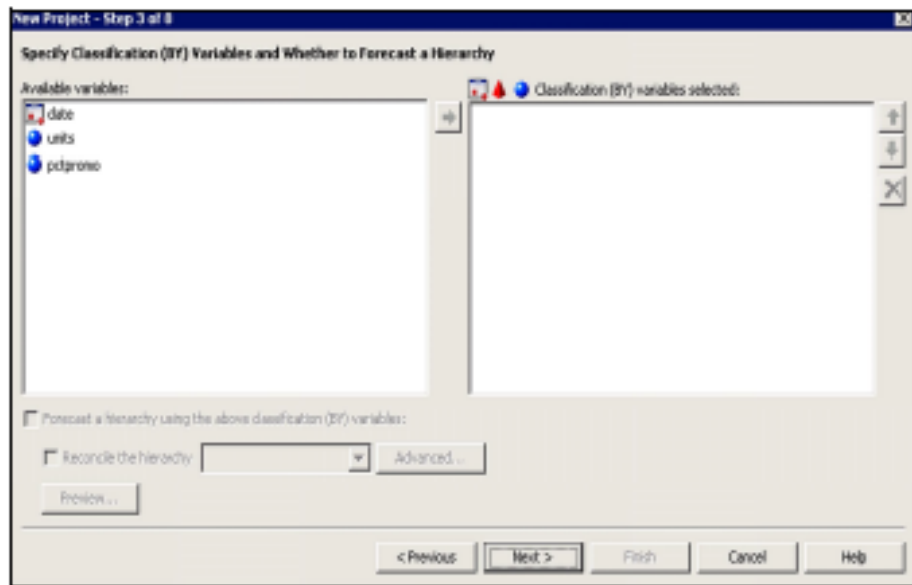 New Project - Step 3 of 8
Specify Classification (BY) Variables and Whether to Forecast a Hierarchy
Available variables:
Classification (BY) variables selected:
date
units
pctpromo
Forecast a hierarchy using the above classification (BY) variables:
Reconcile the hierarchy
Advanced...
Preview...
< Previous
Next >
Finish
Cancel
Help